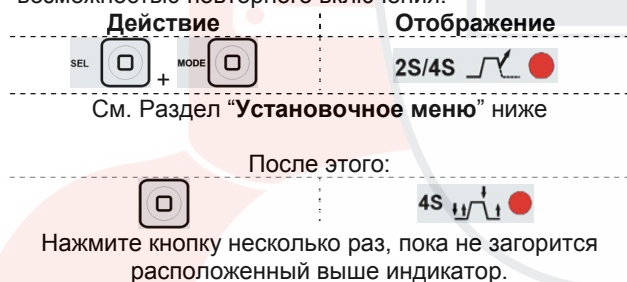 возможностью повторного включения.
Действие Отображение
SEL + MODE 2S/4S
См. Раздел “Установочное меню” ниже
После этого:
4S
Нажмите кнопку несколько раз, пока не загорится
расположенный выше индикатор.